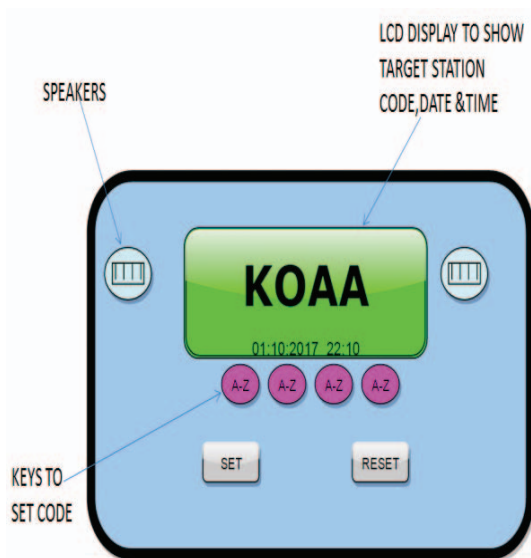 LCD DISPLAY TO SHOW
TARGET STATION
CODE,DATE &TIME
SPEAKERS
KOAA
01:10:2017 22:10
A-Z A-Z A-Z A-Z
SET RESET
KEYS TO
SET CODE